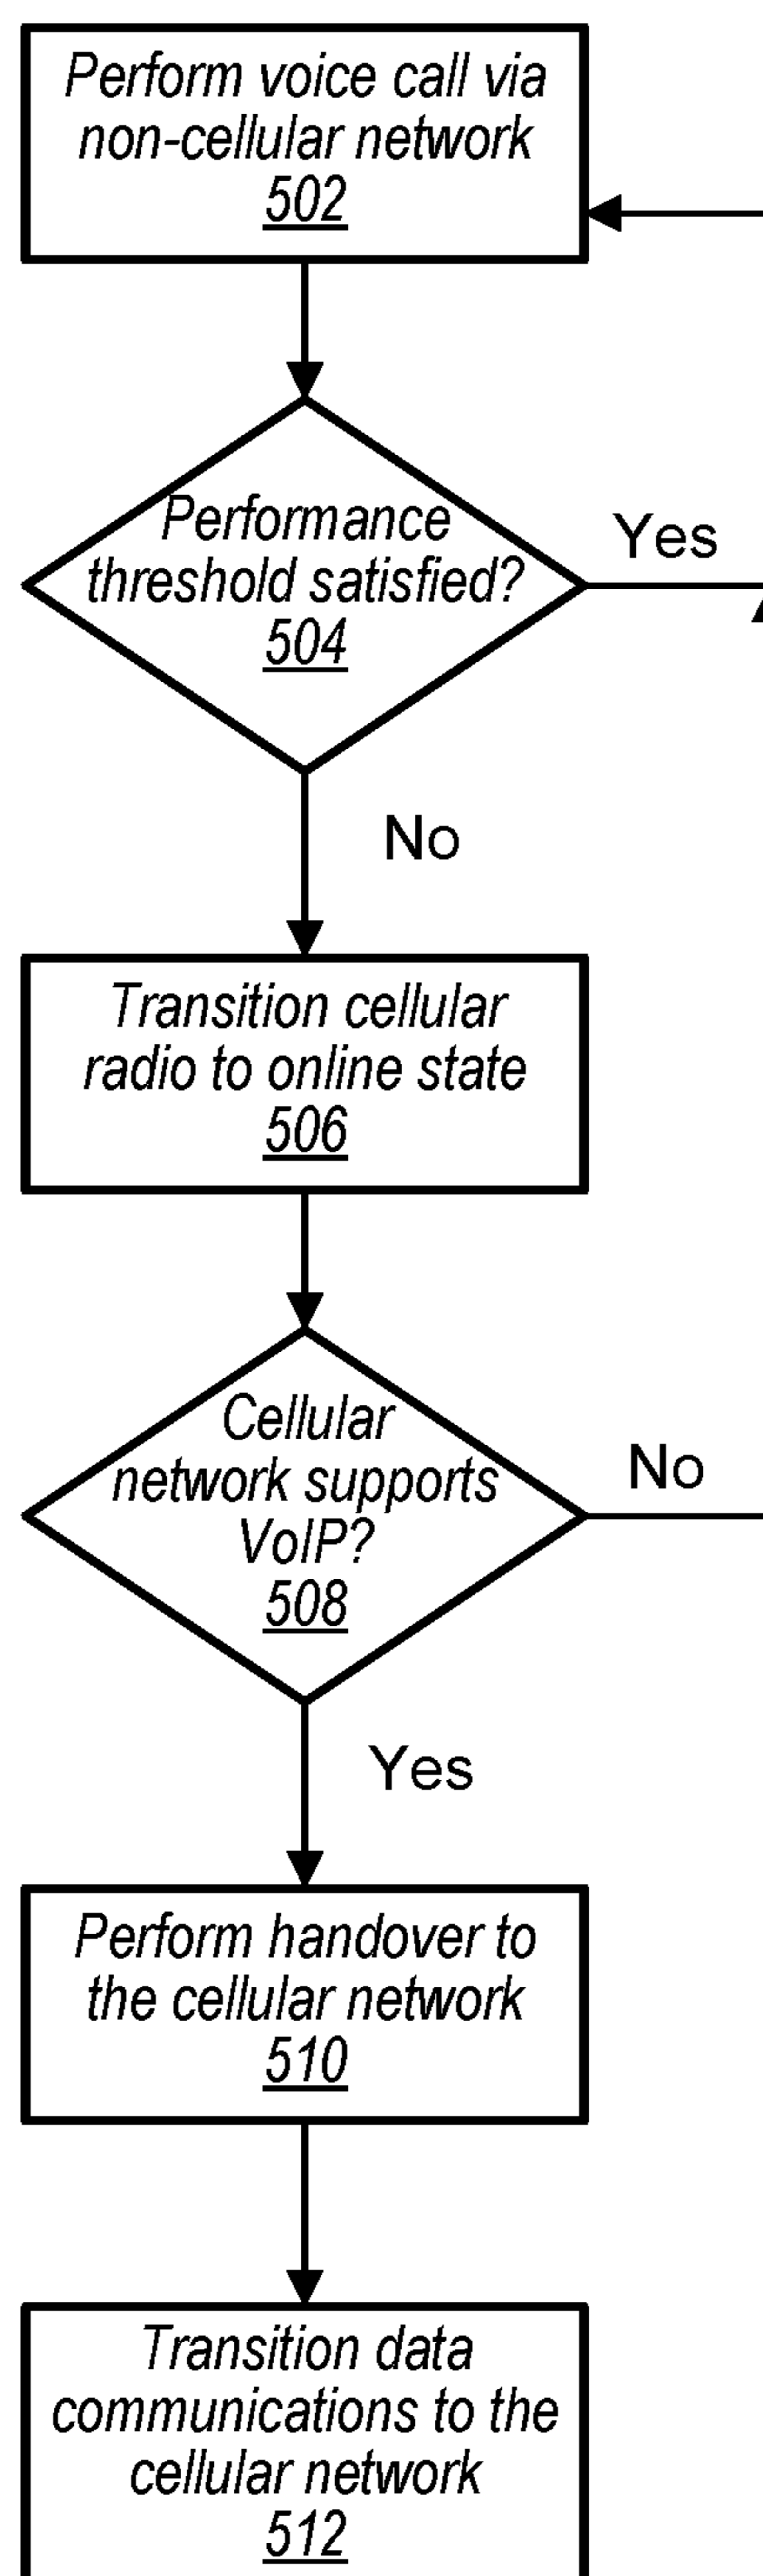 Perform voice call via
non-cellular network
502
Performance
threshold satisfied?
504
Yes
No
Transition cellular
radio to online state
506
Cellular
network supports
VoIP?
508
No
Yes
Perform handover to
the cellular network
510
Transition data
communications to the
cellular network
512